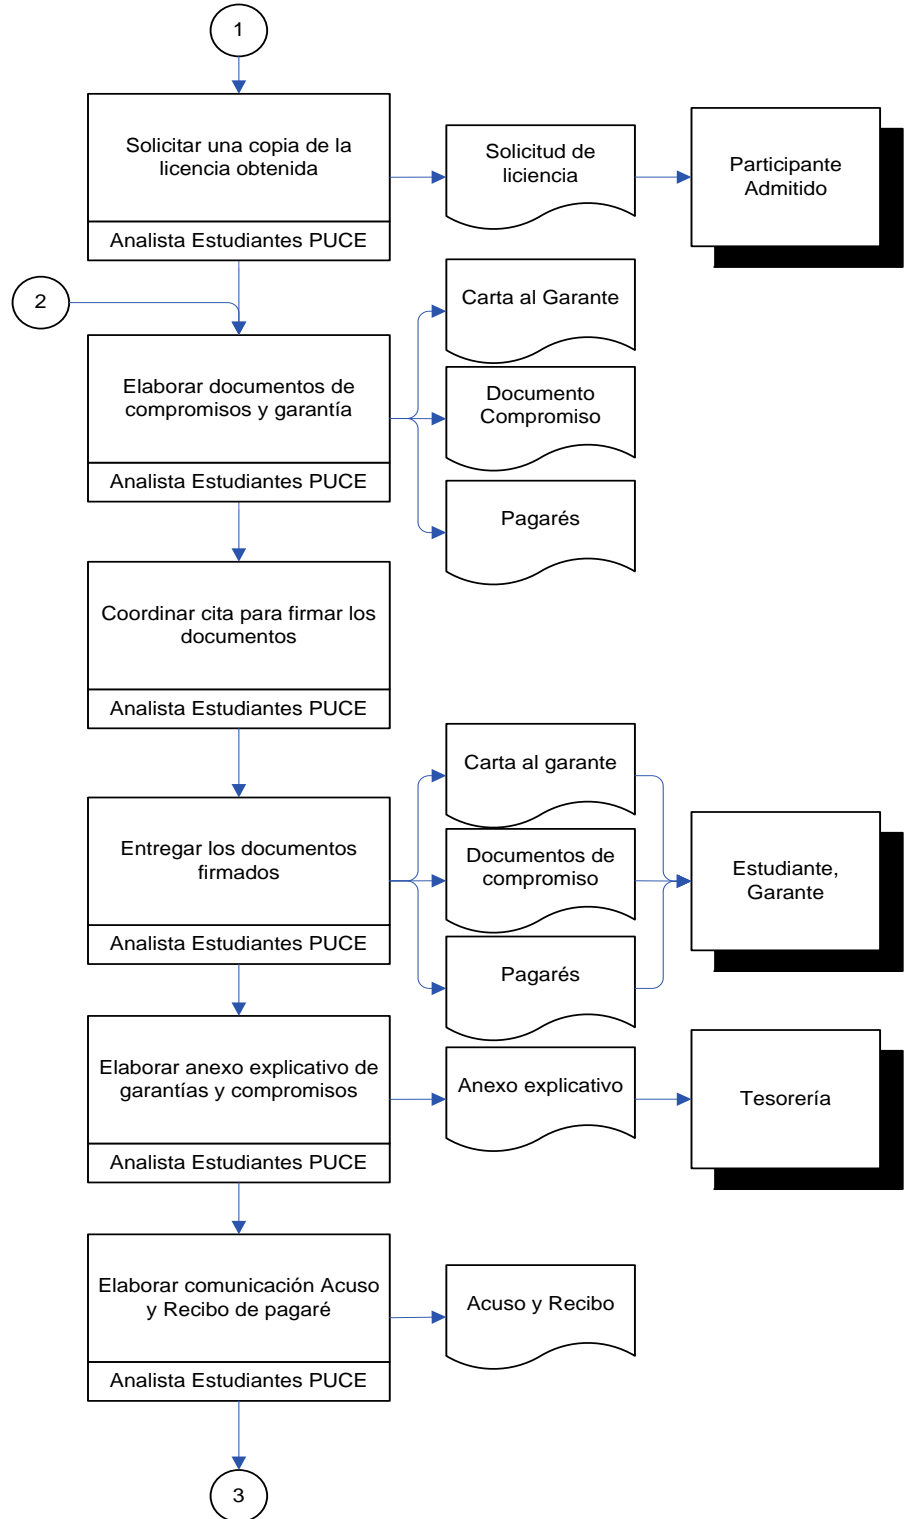 1
Solicitar una copia de la
licencia obtenida
Analista Estudiantes PUCE
Solicitud de
liciencia
Participante
Admitido
2
Elaborar documentos de
compromisos y garantía
Analista Estudiantes PUCE
Carta al Garante
Documento
Compromiso
Pagarés
Coordinar cita para firmar los
documentos
Analista Estudiantes PUCE
Entregar los documentos
firmados
Analista Estudiantes PUCE
Carta al garante
Documentos de
compromiso
Pagarés
Estudiante,
Garante
Elaborar anexo explicativo de
garantías y compromisos
Analista Estudiantes PUCE
Anexo explicativo
Tesorería
Elaborar comunicación Acuso
y Recibo de pagaré
Analista Estudiantes PUCE
Acuso y Recibo
3